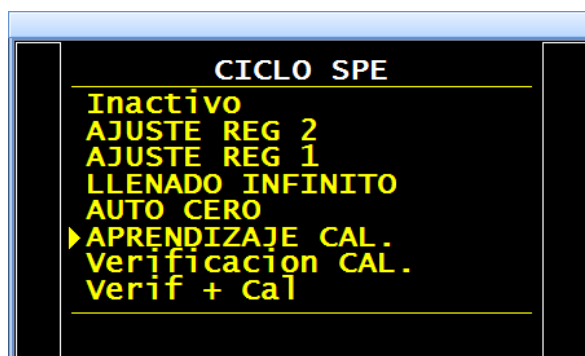 CICLO SPE
Inactivo
AJUSTE REG 2
AJUSTE REG 1
LLENADO INFINITO
AUTO CERO
APRENDIZAJE CAL.
Verificacion CAL.
Verif + Cal